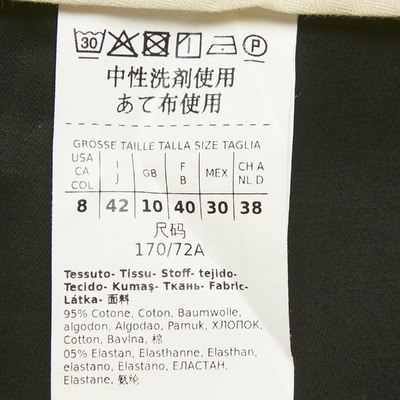 30 P
中性洗剤使用
あて布使用
GRÖSSE TAILLE TALLA SIZE TAGLIA
USA CA COL | I J | GB | F B | MEX | CH A NL D
8 | 42 | 10 | 40 | 30 | 38
尺码
170/72A
Tessuto- Tissu- Stoff- tejido-
Tecido- Kumaş- Ткань- Fabric-
Látka- 面料
95% Cotone, Coton, Baumwolle,
algodon, Algodao, Pamuk, ХЛОПОК,
Cotton, Bavlna, 棉
05% Elastan, Elasthanne, Elasthan,
elastano, Elastano, ЕЛАСТАН,
Elastane, 氨纶